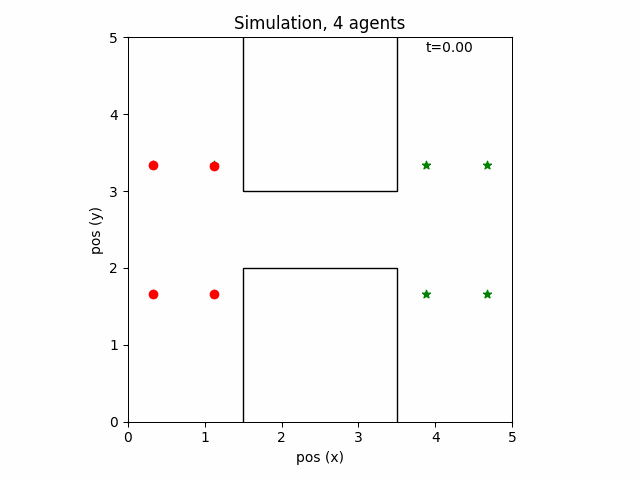 Simulation, 4 agents
t=0.00
5
4
3
2
1
0
pos (y)
0 1 2 3 4 5
pos (x)